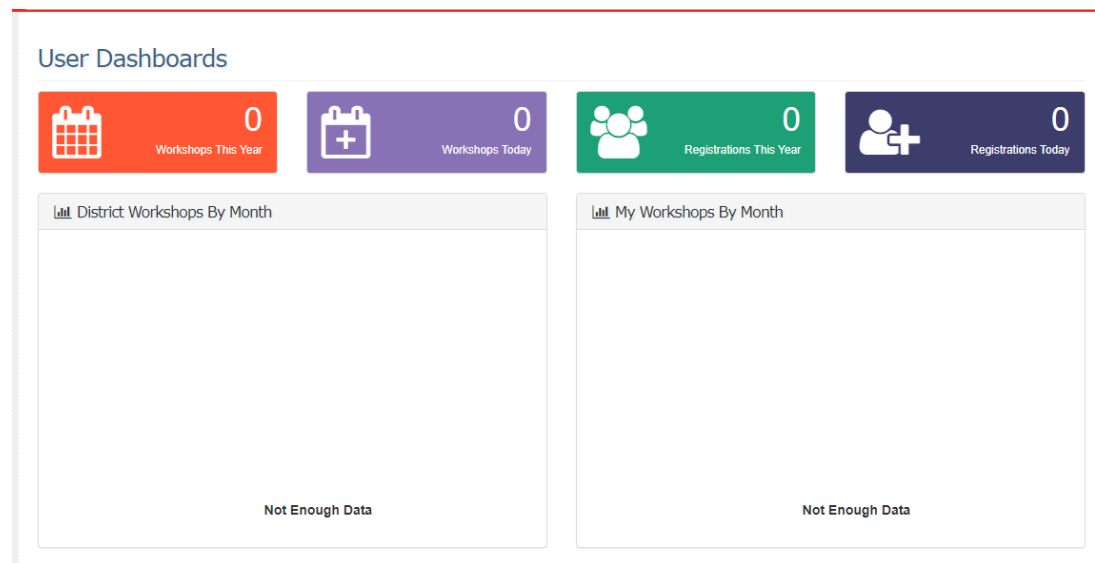 User Dashboards
0
Workshops This Year
0
Workshops Today
0
Registrations This Year
0
Registrations Today
District Workshops By Month
My Workshops By Month
Not Enough Data
Not Enough Data